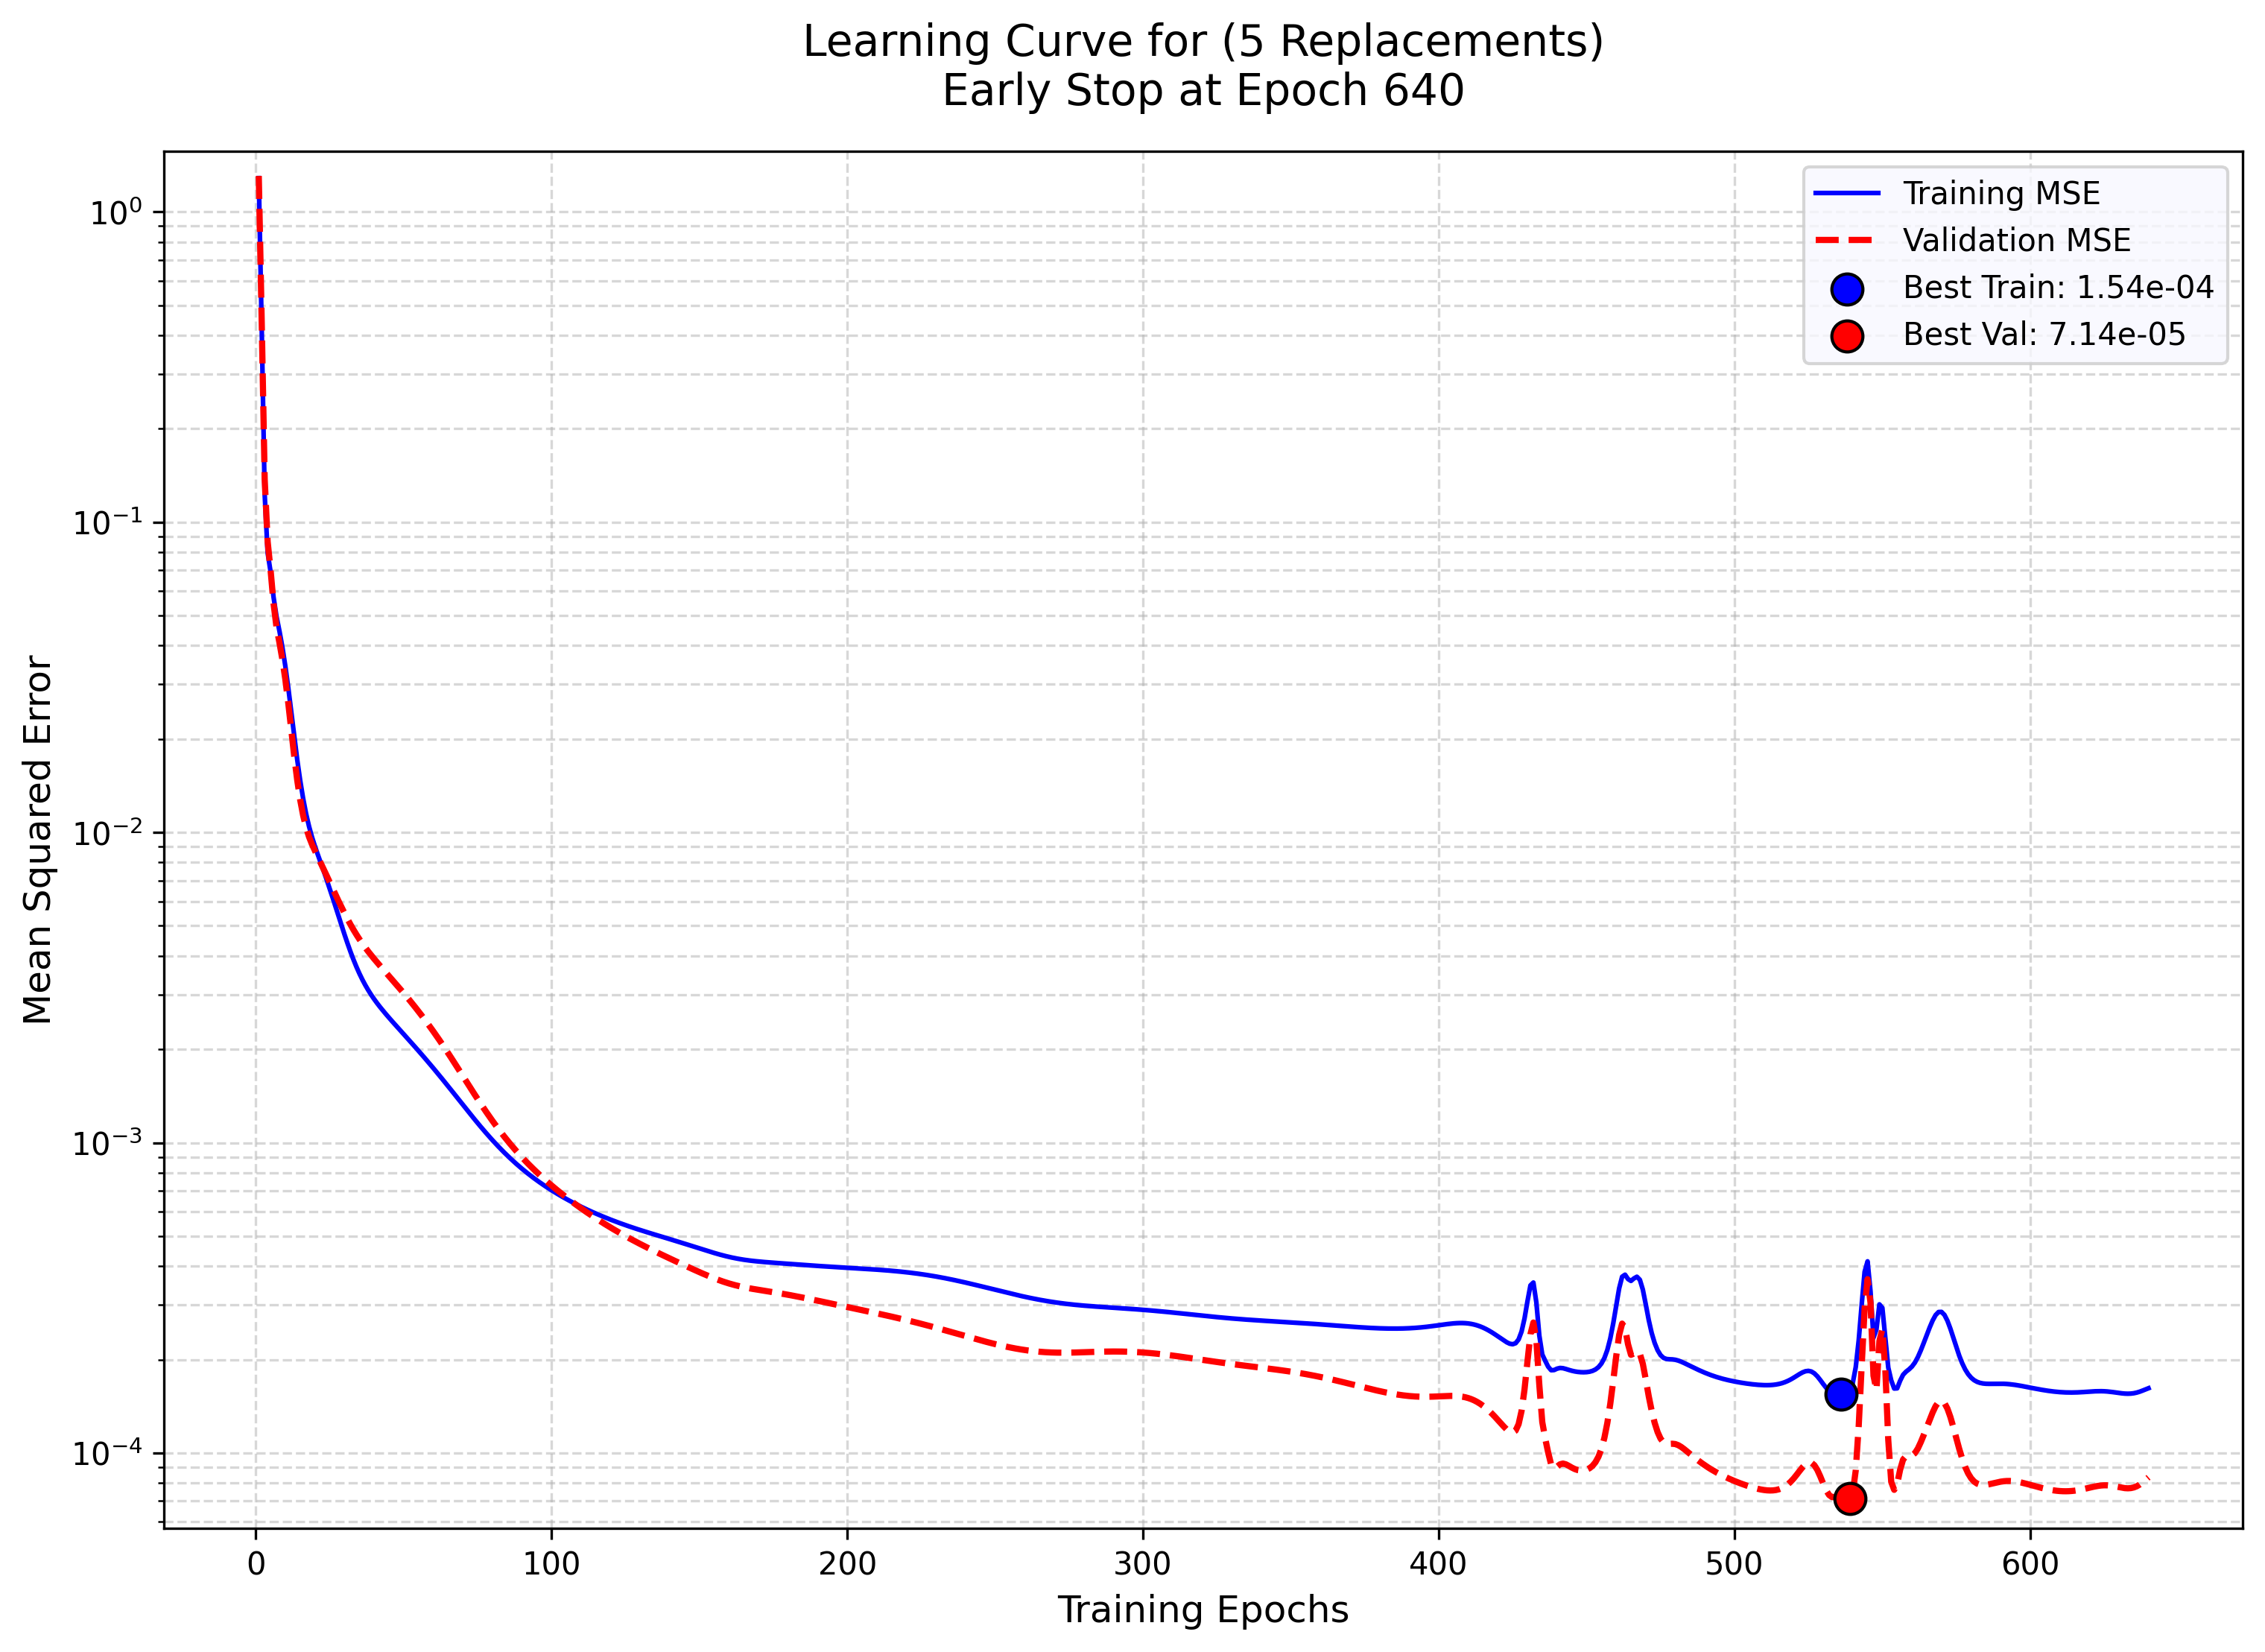 Learning Curve for (5 Replacements)
Early Stop at Epoch 640
Training MSE
Validation MSE
Best Train: 1.54e-04
Best Val: 7.14e-05
Mean Squared Error
10⁰
10⁻¹
10⁻²
10⁻³
10⁻⁴
0 100 200 300 400 500 600
Training Epochs